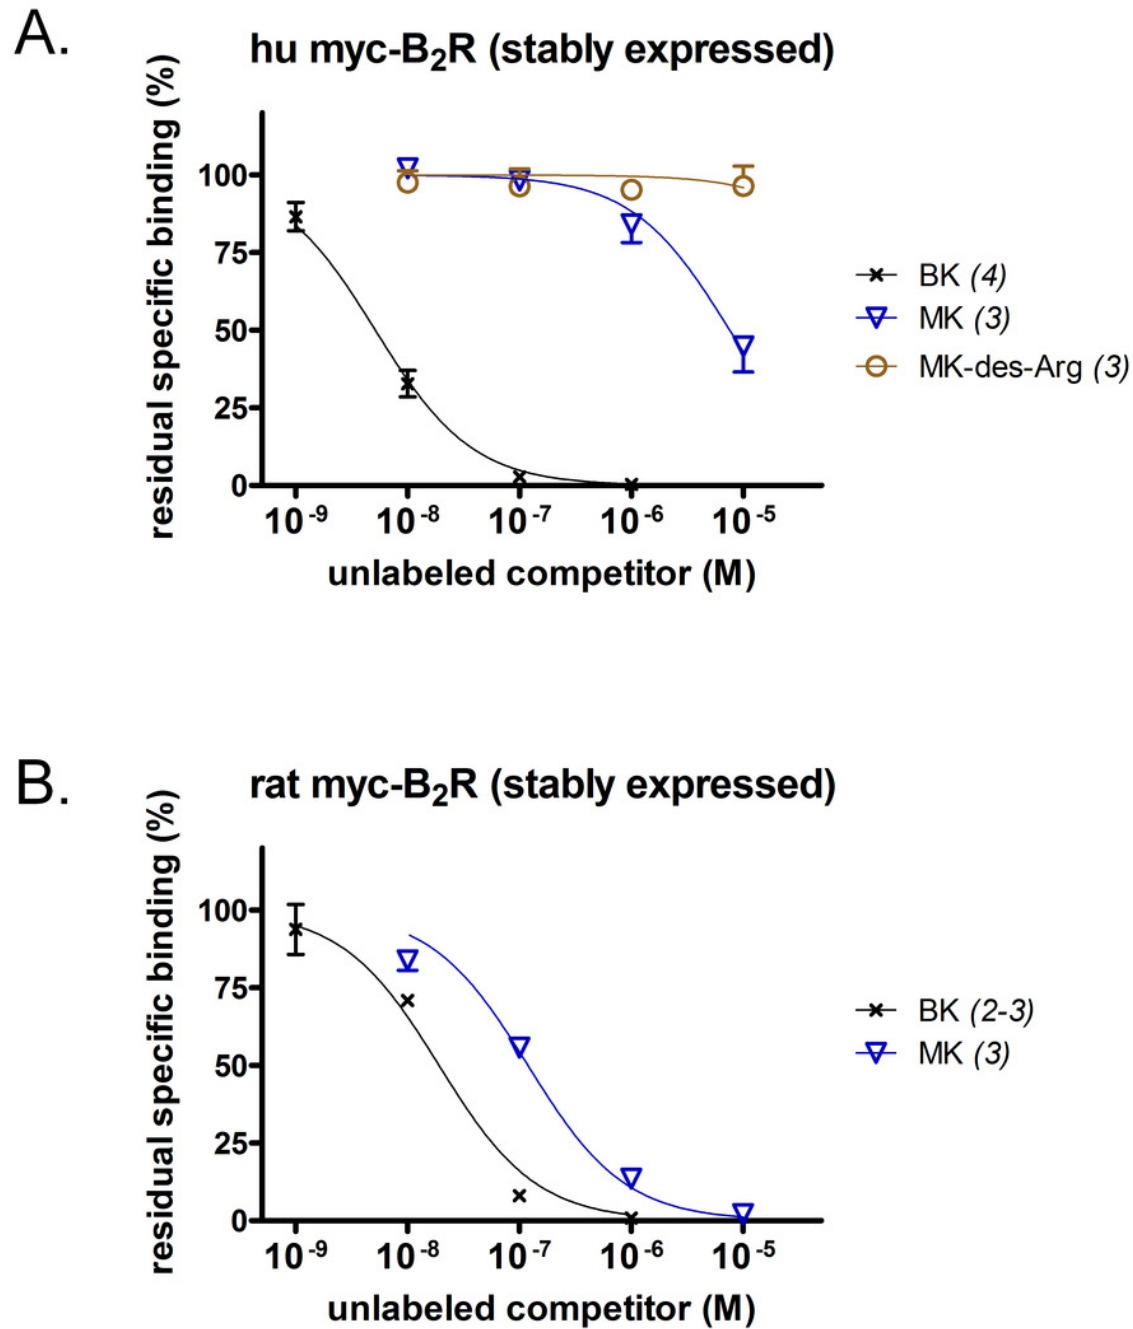 A.
hu myc-B₂R (stably expressed)
residual specific binding (%)
100
75
50
25
0
10⁻⁹ 10⁻⁸ 10⁻⁷ 10⁻⁶ 10⁻⁵
unlabeled competitor (M)
BK (4)
MK (3)
MK-des-Arg (3)
B.
rat myc-B₂R (stably expressed)
residual specific binding (%)
100
75
50
25
0
10⁻⁹ 10⁻⁸ 10⁻⁷ 10⁻⁶ 10⁻⁵
unlabeled competitor (M)
BK (2-3)
MK (3)